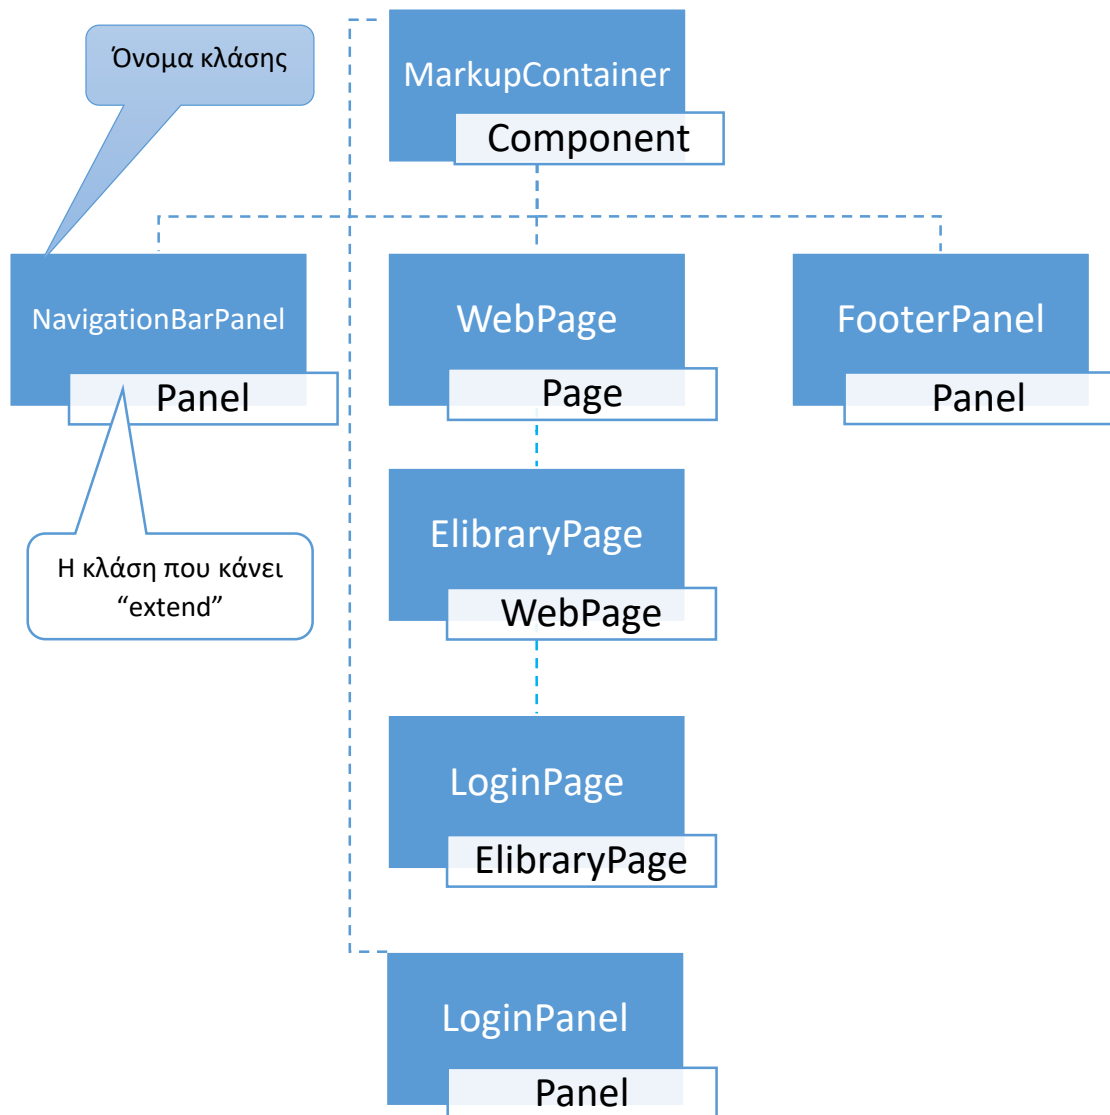 Όνομα κλάσης
MarkupContainer
Component
NavigationBarPanel
Panel
WebPage
Page
FooterPanel
Panel
Η κλάση που κάνει
“extend”
ElibraryPage
WebPage
LoginPage
ElibraryPage
LoginPanel
Panel